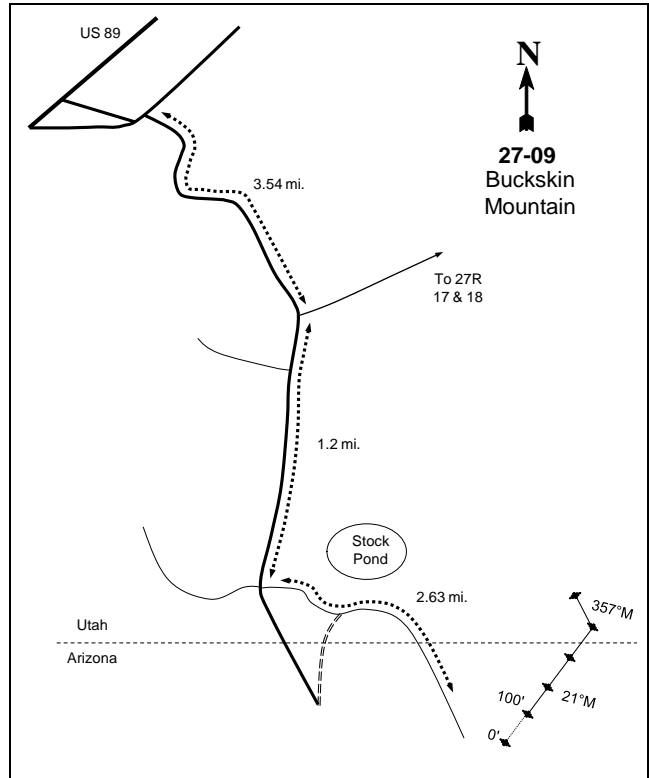 US 89
N
27-09
Buckskin
Mountain
3.54 mi.
To 27R
17 & 18
1.2 mi.
Stock
Pond
2.63 mi.
Utah
Arizona
357°M
21°M
100'
0'